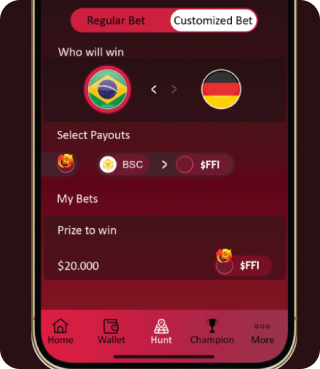 Regular Bet Customized Bet
Who will win
< >
Select Payouts
BSC > $FFI
My Bets
Prize to win
$20.000 $FFI
Home Wallet Hunt Champion More